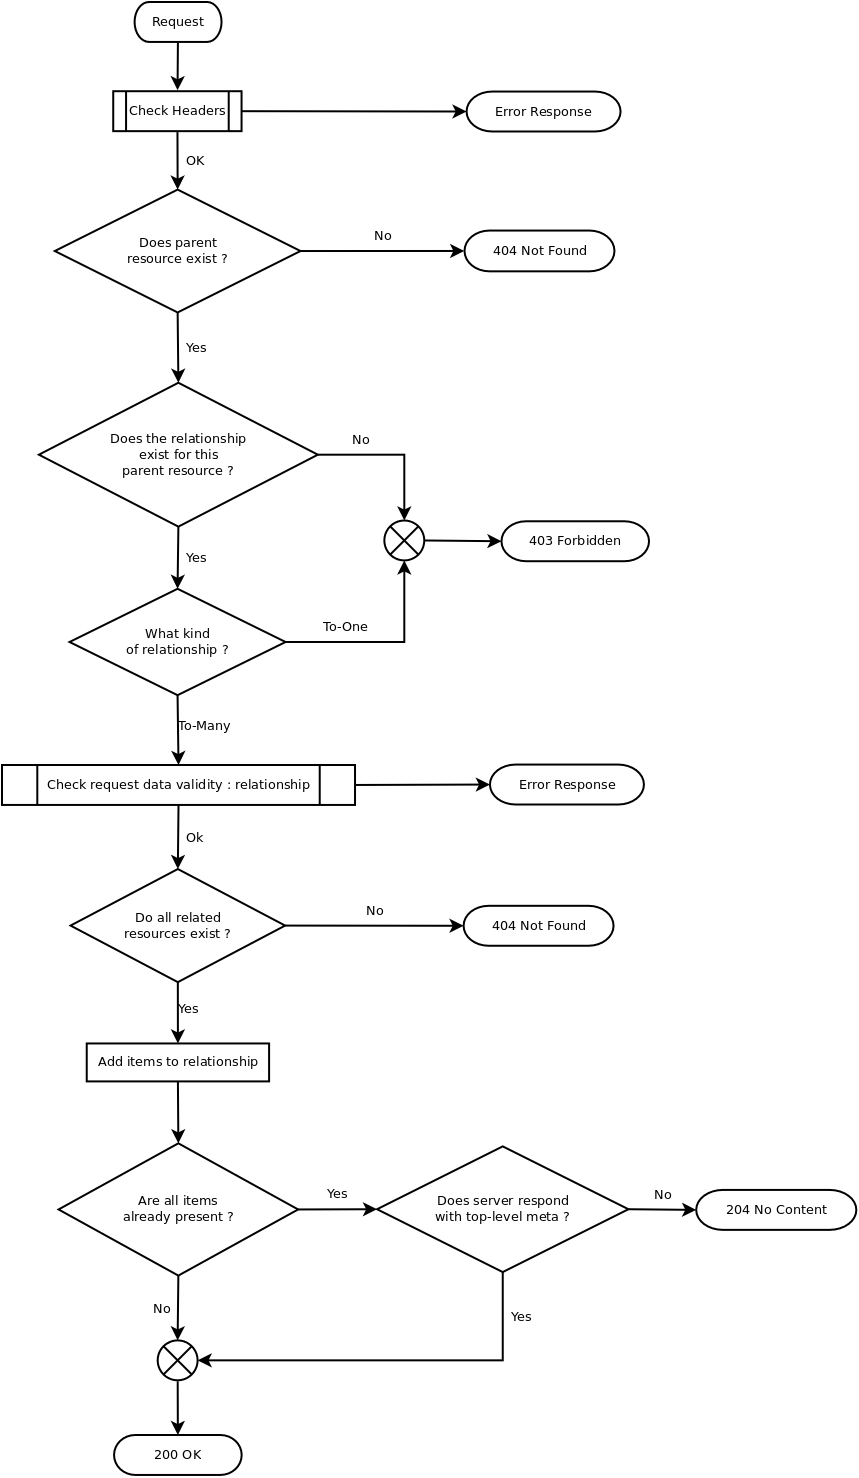 Request
Check Headers
Error Response
OK
Does parent
resource exist ?
No
404 Not Found
Yes
Does the relationship
exist for this
parent resource ?
No
403 Forbidden
Yes
What kind
of relationship ?
To-One
To-Many
Check request data validity : relationship
Error Response
Ok
Do all related
resources exist ?
No
404 Not Found
Yes
Add items to relationship
Are all items
already present ?
Yes
Does server respond
with top-level meta ?
No
204 No Content
No
Yes
200 OK